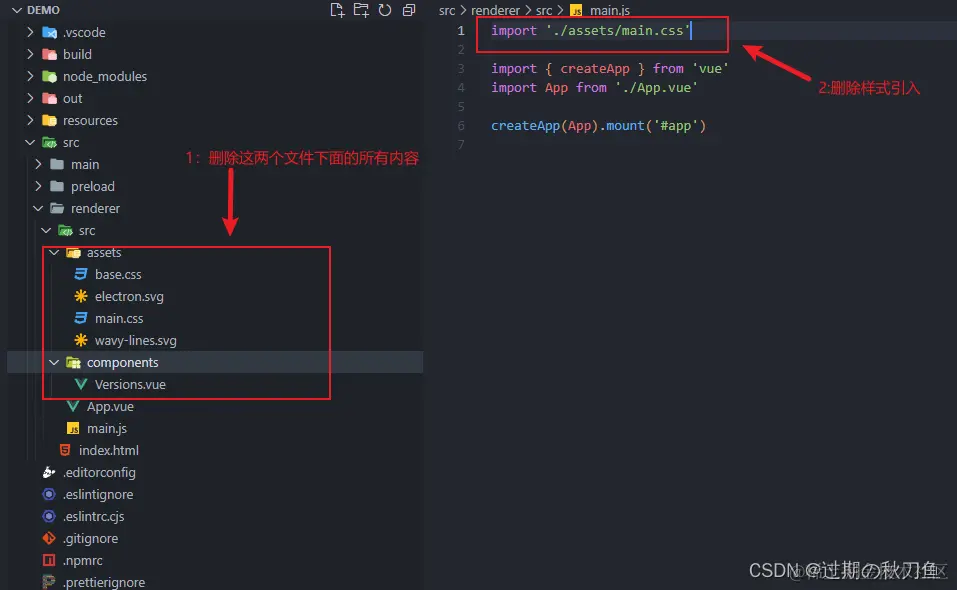 DEMO
.vscode
build
node_modules
out
resources
src
main
preload
renderer
src
assets
base.css
electron.svg
main.css
wavy-lines.svg
components
Versions.vue
App.vue
main.js
index.html
.editorconfig
.eslintignore
.eslintrc.cjs
.gitignore
.npmrc
.prettierignore
1：删除这两个文件下面的所有内容
src > renderer > src > JS main.js
1 import './assets/main.css'
2
3 import { createApp } from 'vue'
4 import App from './App.vue'
5
6 createApp(App).mount('#app')
7
2:删除样式引入
CSDN @过期の秋刀鱼